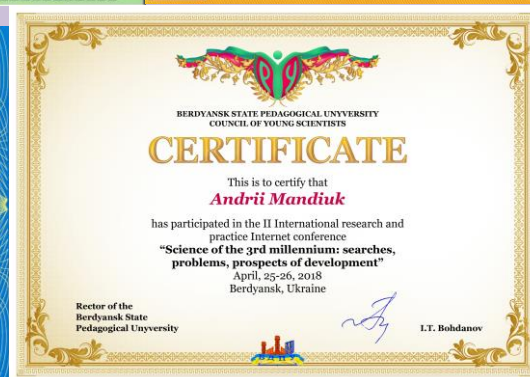 BERDYANSK STATE PEDAGOGICAL UNYVERSITY
COUNCIL OF YOUNG SCIENTISTS
CERTIFICATE
This is to certify that
Andrii Mandiuk
has participated in the II International research and
practice Internet conference
“Science of the 3rd millennium: searches,
problems, prospects of development”
April, 25-26, 2018
Berdyansk, Ukraine
Rector of the
Berdyansk State
Pedagogical Unyversity
I.T. Bohdanov